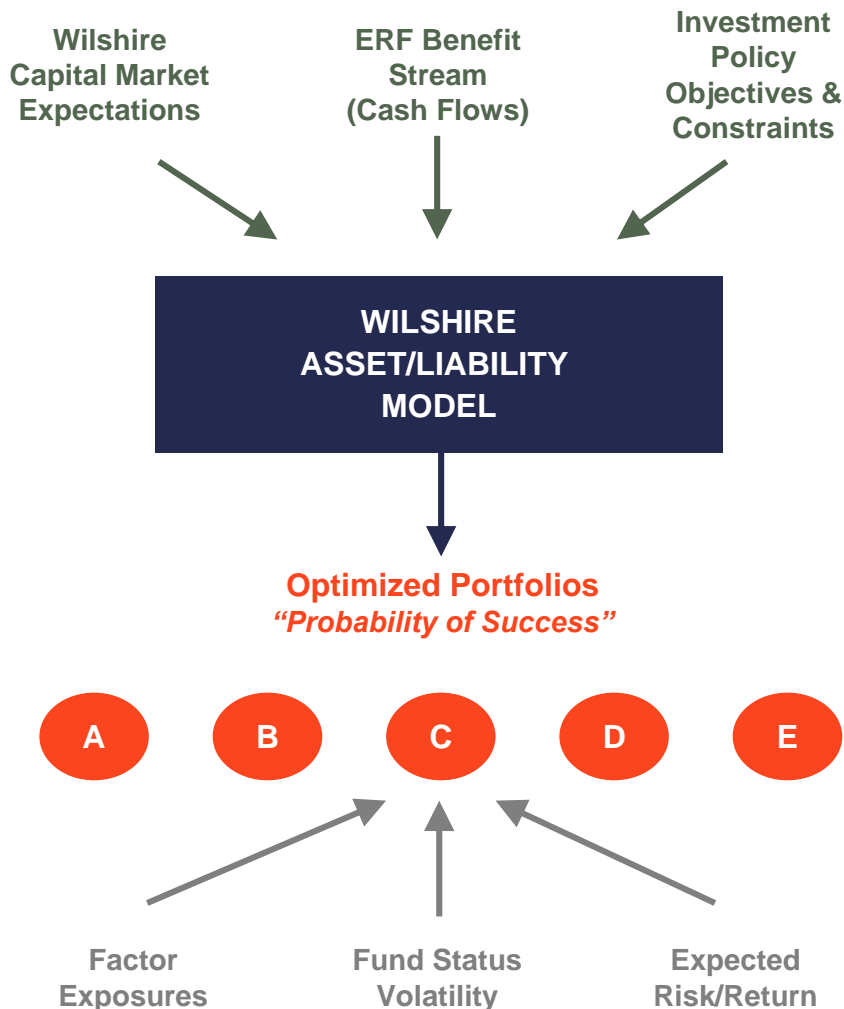 Wilshire
Capital Market
Expectations
ERF Benefit
Stream
(Cash Flows)
Investment
Policy
Objectives &
Constraints
WILSHIRE
ASSET/LIABILITY
MODEL
Optimized Portfolios
“Probability of Success”
A
B
C
D
E
Factor
Exposures
Fund Status
Volatility
Expected
Risk/Return